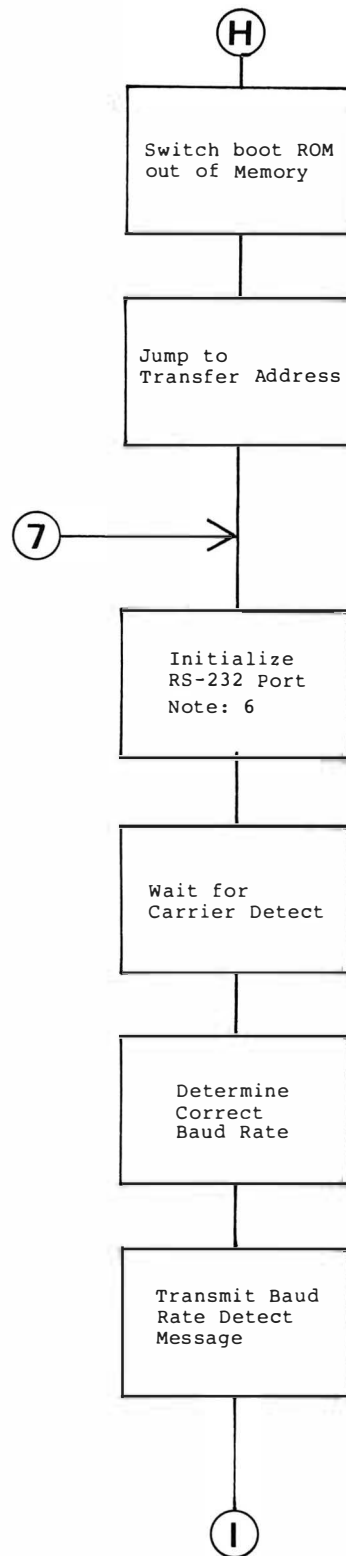 H
Switch boot ROM
out of Memory
Jump to
Transfer Address
7
Initialize
RS-232 Port
Note: 6
Wait for
Carrier Detect
Determine
Correct
Baud Rate
Transmit Baud
Rate Detect
Message
I